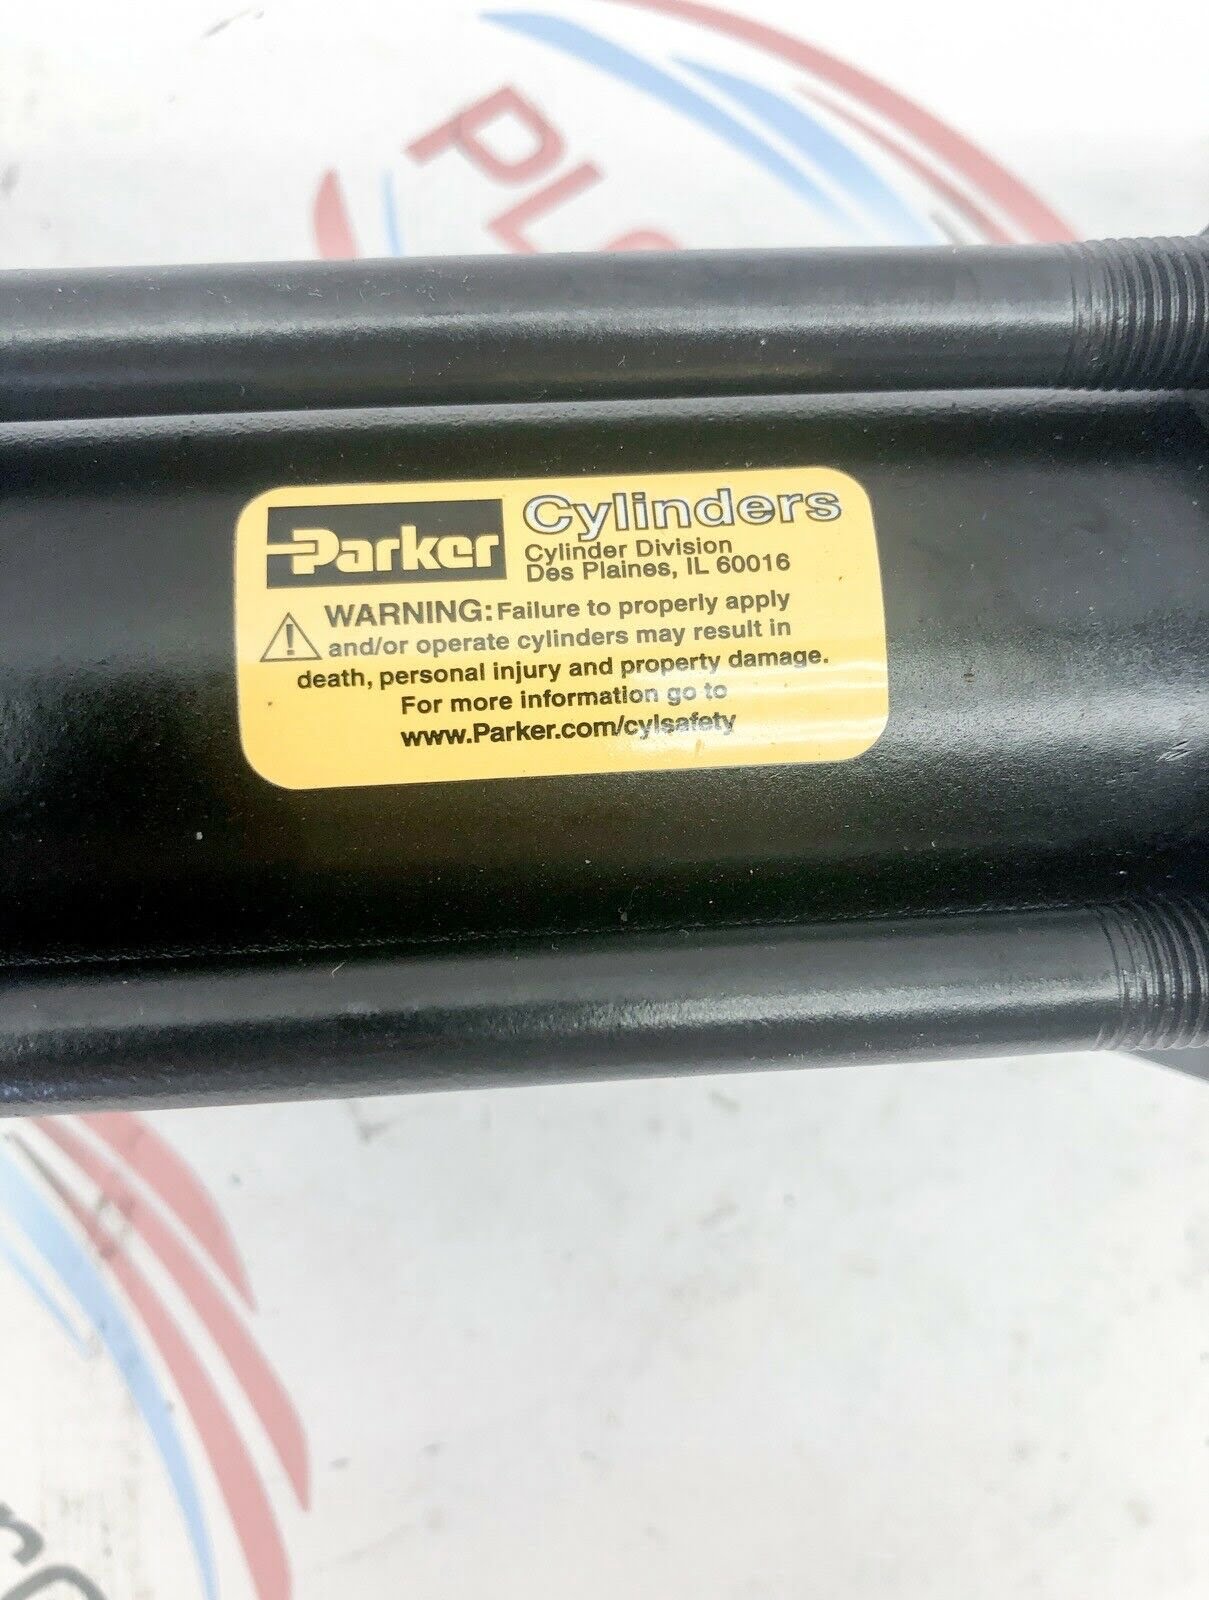 PLC
Parker
Cylinders
Cylinder Division
Des Plaines, IL 60016
WARNING: Failure to properly apply
and/or operate cylinders may result in
death, personal injury and property damage.
For more information go to
www.Parker.com/cylsafety